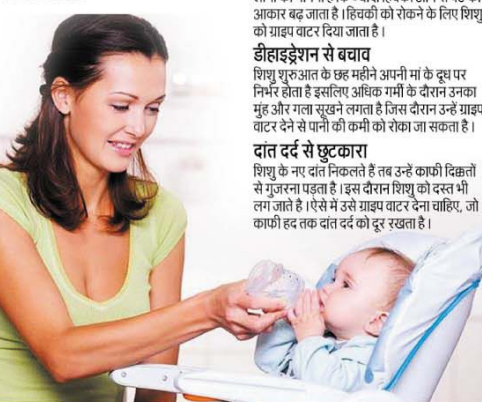 आकार बढ़ जाता है। हिचकी को रोकने के लिए शिशु
को ग्राइप वाटर दिया जाता है।
डीहाइड्रेशन से बचाव
शिशु शुरुआत के छह महीने अपनी मां के दूध पर
निर्भर होता है इसलिए अधिक गर्मी के दौरान उनका
मुंह और गला सूखने लगता है जिस दौरान उन्हें ग्राइप
वाटर देने से पानी की कमी को रोका जा सकता है।
दांत दर्द से छुटकारा
शिशु के नए दांत निकलते हैं तब उन्हें काफी दिक्कतों
से गुजरना पड़ता है। इस दौरान शिशु को दस्त भी
लग जाते है। ऐसे में उसे ग्राइप वाटर देना चाहिए, जो
काफी हद तक दांत दर्द को दूर रखता है।